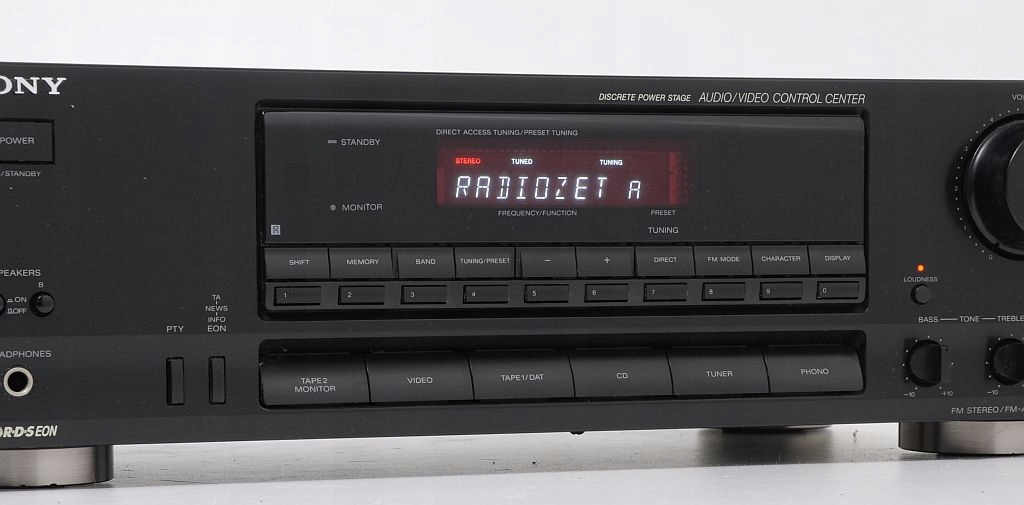 ONY
DISCRETE POWER STAGE AUDIO/VIDEO CONTROL CENTER
VO
POWER
/STANDBY
STANDBY
DIRECT ACCESS TUNING/PRESET TUNING
STEREO TUNED TUNING
RADIOZET A
MONITOR
FREQUENCY/FUNCTION PRESET
R
TUNING
SHIFT MEMORY BAND TUNING/PRESET − + DIRECT FM MODE CHARACTER DISPLAY
1 2 3 4 5 6 7 8 9 0
LOUDNESS
PEAKERS
B
ON
OFF
TA
NEWS
INFO
PTY EON
BASS TONE TREBLE
-10 +10 -10
ADPHONES
TAPE2
MONITOR
VIDEO
TAPE1/DAT
CD
TUNER
PHONO
FM STEREO/FM-A
R·D·S EON